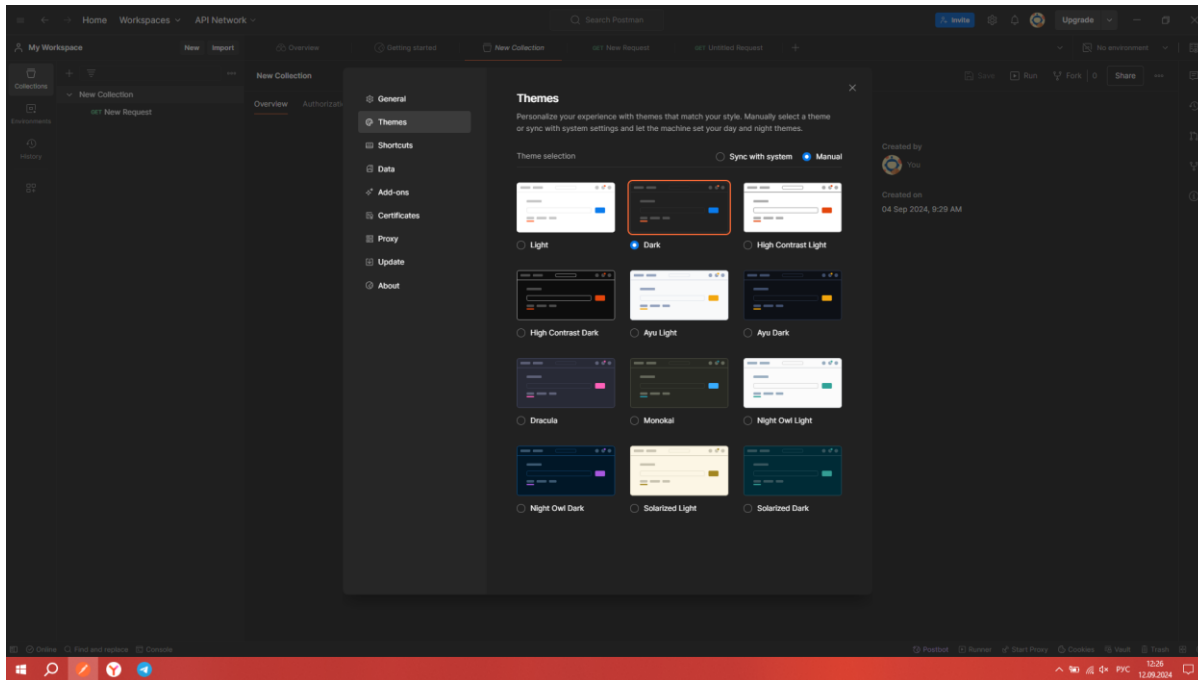 Home Workspaces API Network Search Postman Invite Upgrade
My Workspace New Import Overview Getting started New Collection GET New Request GET Untitled Request No environment
Collections
Environments
History
New Collection
GET New Request
New Collection
Save Run Fork 0 Share
Overview Authorizati
General
Themes
Shortcuts
Data
Add-ons
Certificates
Proxy
Update
About
Themes
Personalize your experience with themes that match your style. Manually select a theme
or sync with system settings and let the machine set your day and night themes.
Theme selection Sync with system Manual
Light Dark High Contrast Light
High Contrast Dark Ayu Light Ayu Dark
Dracula Monokai Night Owl Light
Night Owl Dark Solarized Light Solarized Dark
Created by
You
Created on
04 Sep 2024, 9:29 AM
Online Find and replace Console Postbot Runner Start Proxy Cookies Vault Trash
РУС 12:26
12.09.2024